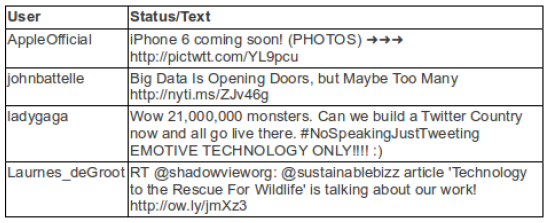 User Status/Text
AppleOfficial iPhone 6 coming soon! (PHOTOS) ➔➔➔
http://pictwtt.com/YL9pcu
johnbattelle Big Data Is Opening Doors, but Maybe Too Many
http://nyti.ms/ZJv46g
ladygaga Wow 21,000,000 monsters. Can we build a Twitter Country
now and all go live there. #NoSpeakingJustTweeting
EMOTIVE TECHNOLOGY ONLY!!!! :)
Laurnes_deGroot RT @shadowvieworg: @sustainablebizz article 'Technology
to the Rescue For Wildlife' is talking about our work!
http://ow.ly/jmXz3